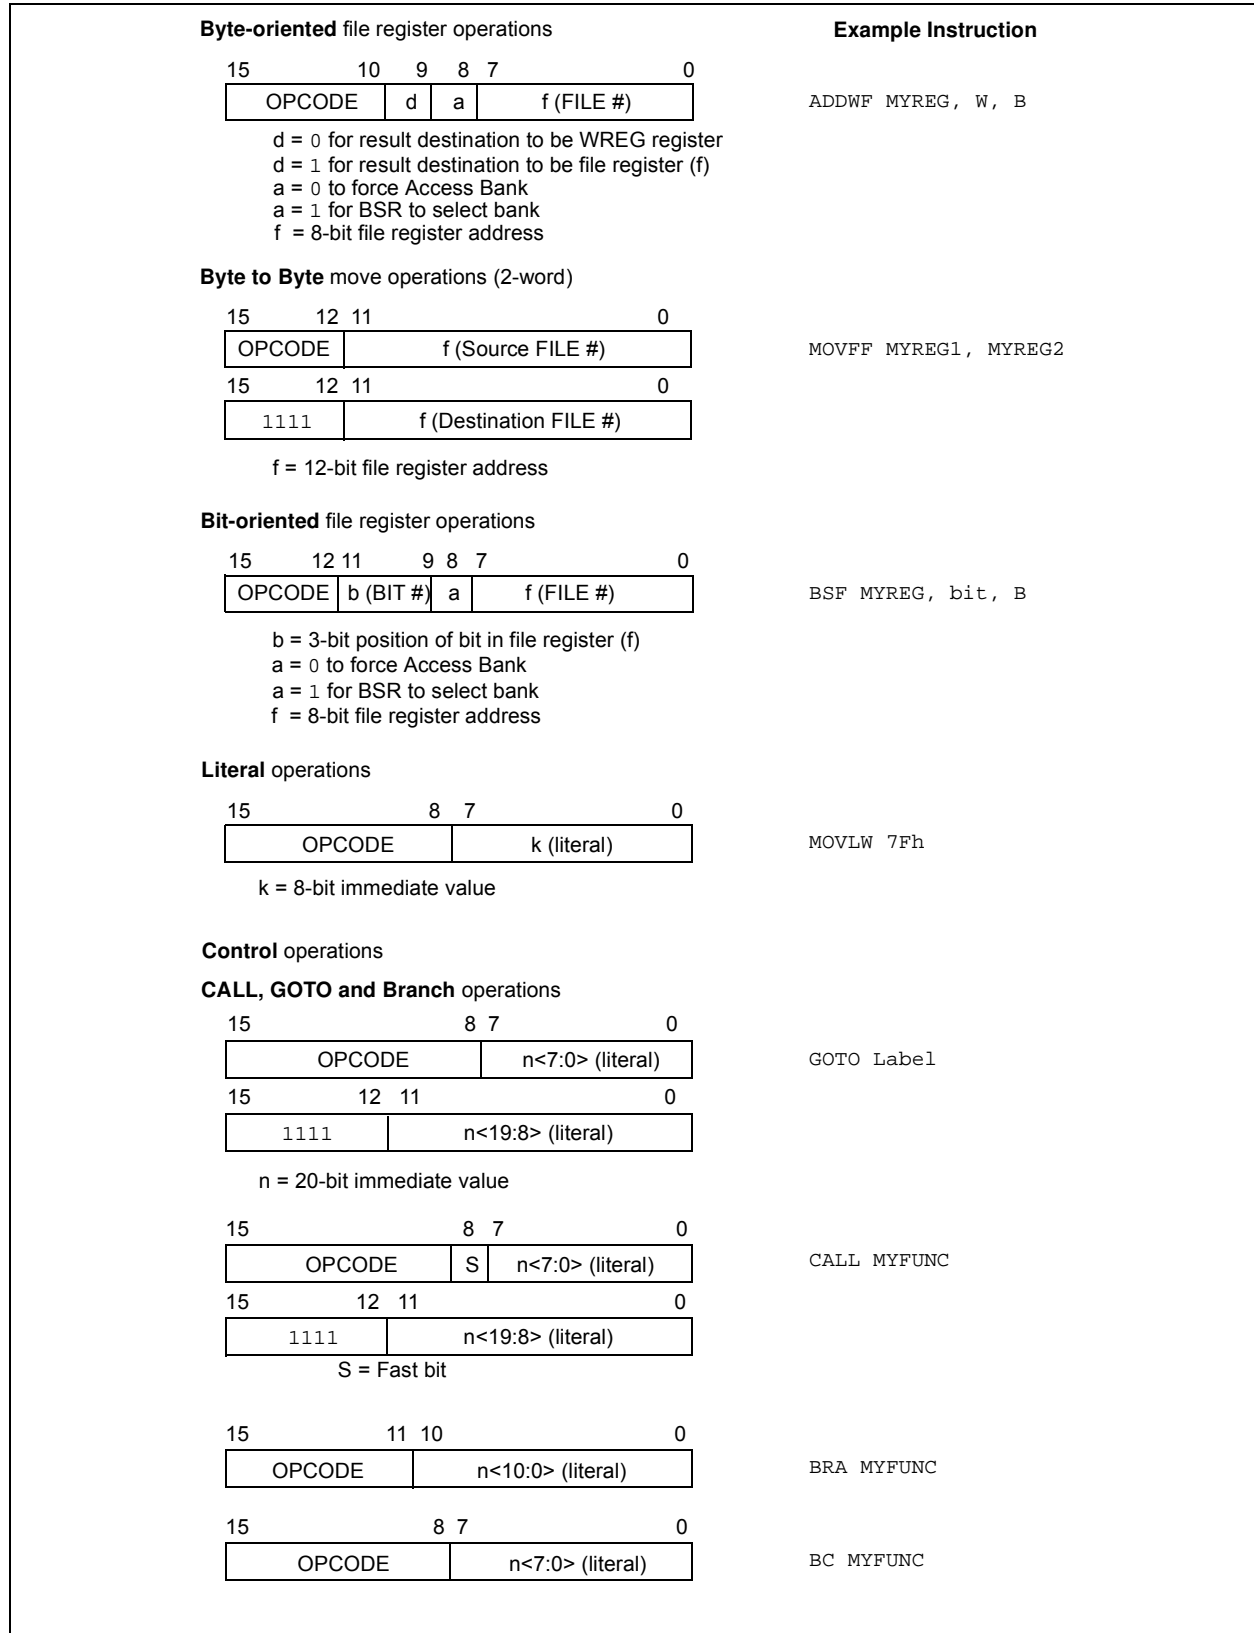 Byte-oriented file register operations
Example Instruction
15 10 9 8 7 0
OPCODE d a f (FILE #)
ADDWF MYREG, W, B
d = 0 for result destination to be WREG register
d = 1 for result destination to be file register (f)
a = 0 to force Access Bank
a = 1 for BSR to select bank
f = 8-bit file register address
Byte to Byte move operations (2-word)
15 12 11 0
OPCODE f (Source FILE #)
MOVFF MYREG1, MYREG2
15 12 11 0
1111 f (Destination FILE #)
f = 12-bit file register address
Bit-oriented file register operations
15 12 11 9 8 7 0
OPCODE b (BIT #) a f (FILE #)
BSF MYREG, bit, B
b = 3-bit position of bit in file register (f)
a = 0 to force Access Bank
a = 1 for BSR to select bank
f = 8-bit file register address
Literal operations
15 8 7 0
OPCODE k (literal)
MOVLW 7Fh
k = 8-bit immediate value
Control operations
CALL, GOTO and Branch operations
15 8 7 0
OPCODE n<7:0> (literal)
GOTO Label
15 12 11 0
1111 n<19:8> (literal)
n = 20-bit immediate value
15 8 7 0
OPCODE S n<7:0> (literal)
CALL MYFUNC
15 12 11 0
1111 n<19:8> (literal)
S = Fast bit
15 11 10 0
OPCODE n<10:0> (literal)
BRA MYFUNC
15 8 7 0
OPCODE n<7:0> (literal)
BC MYFUNC